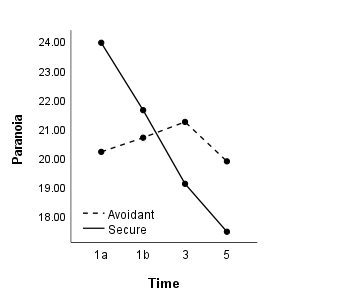 24.00
23.00
22.00
21.00
20.00
19.00
18.00
Paranoia
Avoidant
Secure
1a 1b 3 5
Time